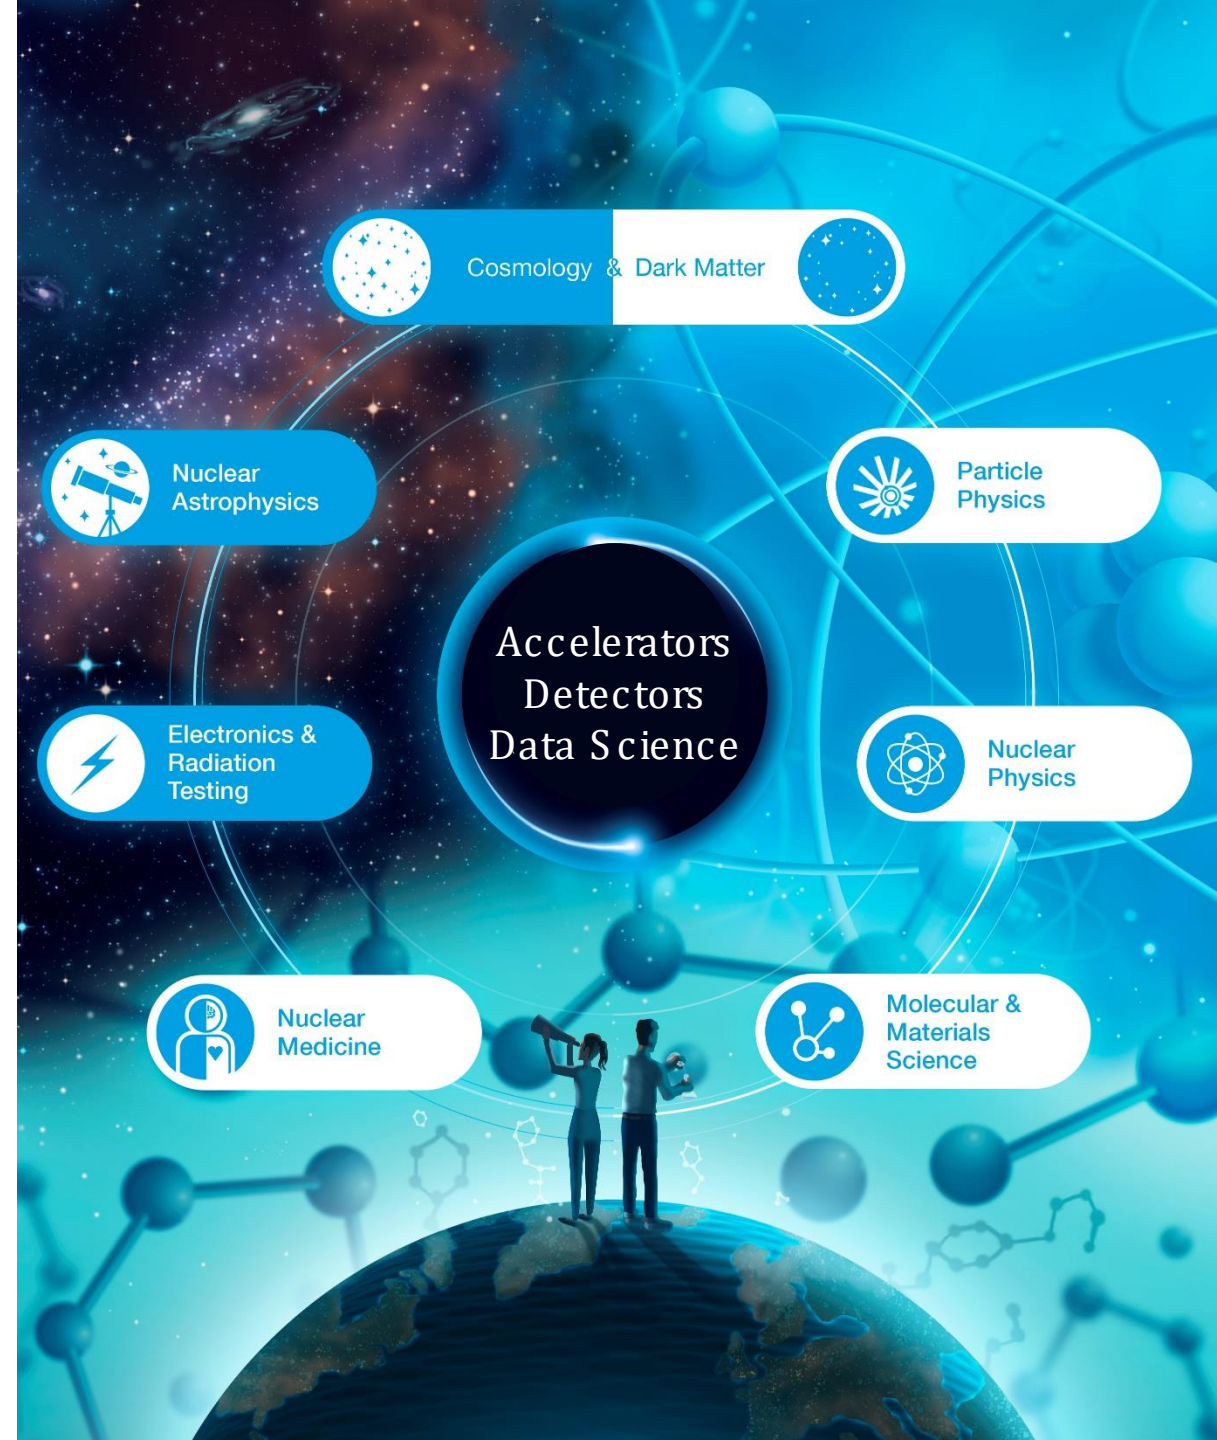 Cosmology & Dark Matter
Nuclear
Astrophysics
Particle
Physics
Accelerators
Detectors
Data Science
Electronics &
Radiation
Testing
Nuclear
Physics
Nuclear
Medicine
Molecular &
Materials
Science